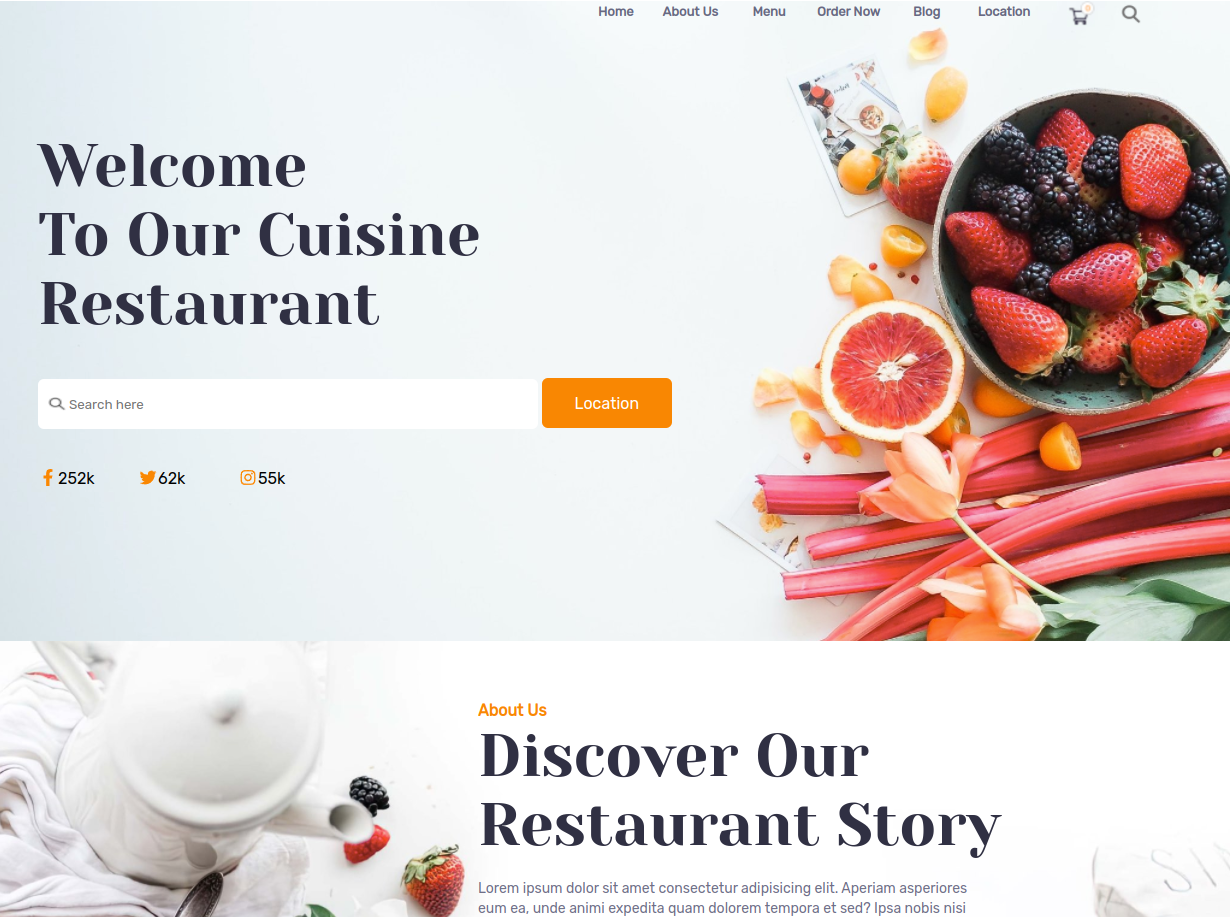 Home About Us Menu Order Now Blog Location
Welcome
To Our Cuisine
Restaurant
Search here Location
252k 62k 55k
About Us
Discover Our
Restaurant Story
Lorem ipsum dolor sit amet consectetur adipisicing elit. Aperiam asperiores
eum ea, unde animi expedita quam dolorem tempora et sed? Ipsa nobis nisi